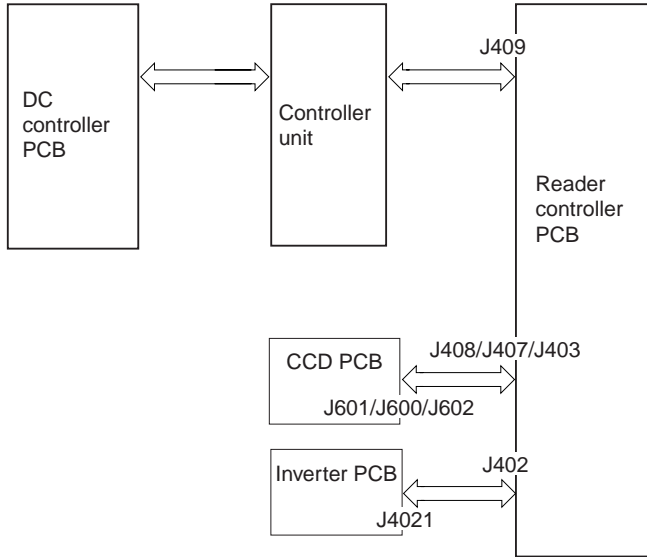 J409
DC
controller
PCB
Controller
unit
Reader
controller
PCB
J408/J407/J403
CCD PCB
J601/J600/J602
J402
Inverter PCB
J4021